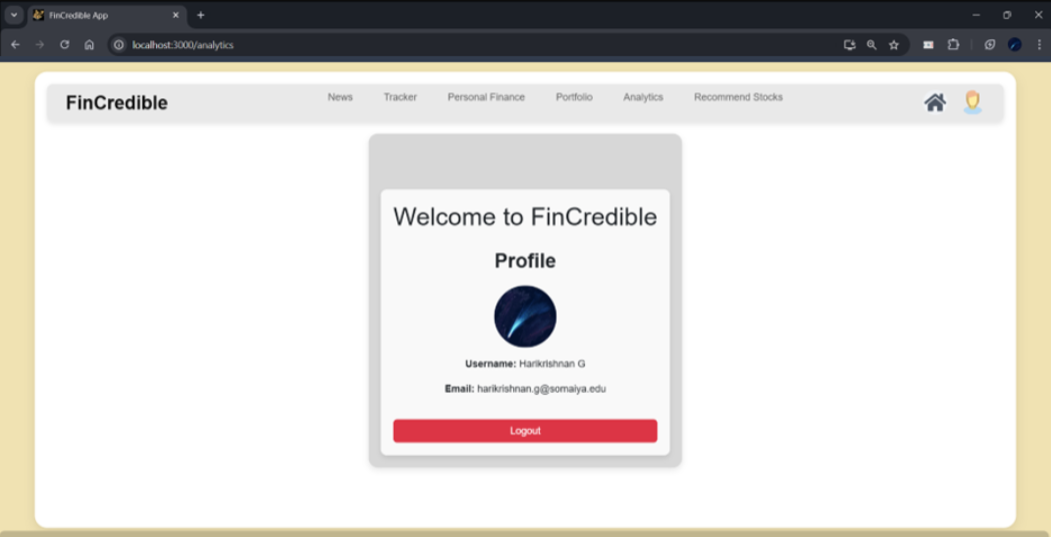 FinCredible App
localhost:3000/analytics
FinCredible
News Tracker Personal Finance Portfolio Analytics Recommend Stocks
Welcome to FinCredible
Profile
Username: Harikrishnan G
Email: harikrishnan.g@somaiya.edu
Logout